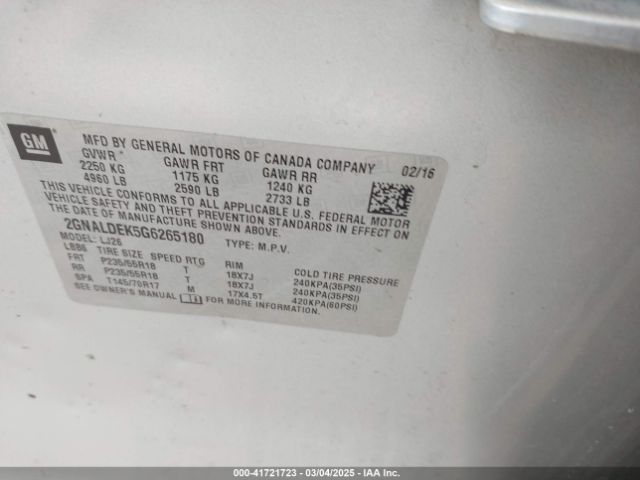 GM
MFD BY GENERAL MOTORS OF CANADA COMPANY 02/16
GVWR* GAWR FRT GAWR RR
2250 KG 1175 KG 1240 KG
4960 LB 2590 LB 2733 LB
THIS VEHICLE CONFORMS TO ALL APPLICABLE U.S. FEDERAL MOTOR
VEHICLE SAFETY AND THEFT PREVENTION STANDARDS IN EFFECT ON
THE DATE OF MANUFACTURE SHOWN ABOVE.
2GNALDEK5G6265180 TYPE: M.P.V.
MODEL: LJ26
LBB6 TIRE SIZE SPEED RTG RIM COLD TIRE PRESSURE
FRT P235/55R18 T 18X7J 240KPA(35PSI)
RR P235/55R18 T 18X7J 240KPA(35PSI)
SPA T145/70R17 M 17X4.5T 420KPA(60PSI)
SEE OWNER'S MANUAL FOR MORE INFORMATION.
000-41721723 — 03/04/2025 — IAA Inc.